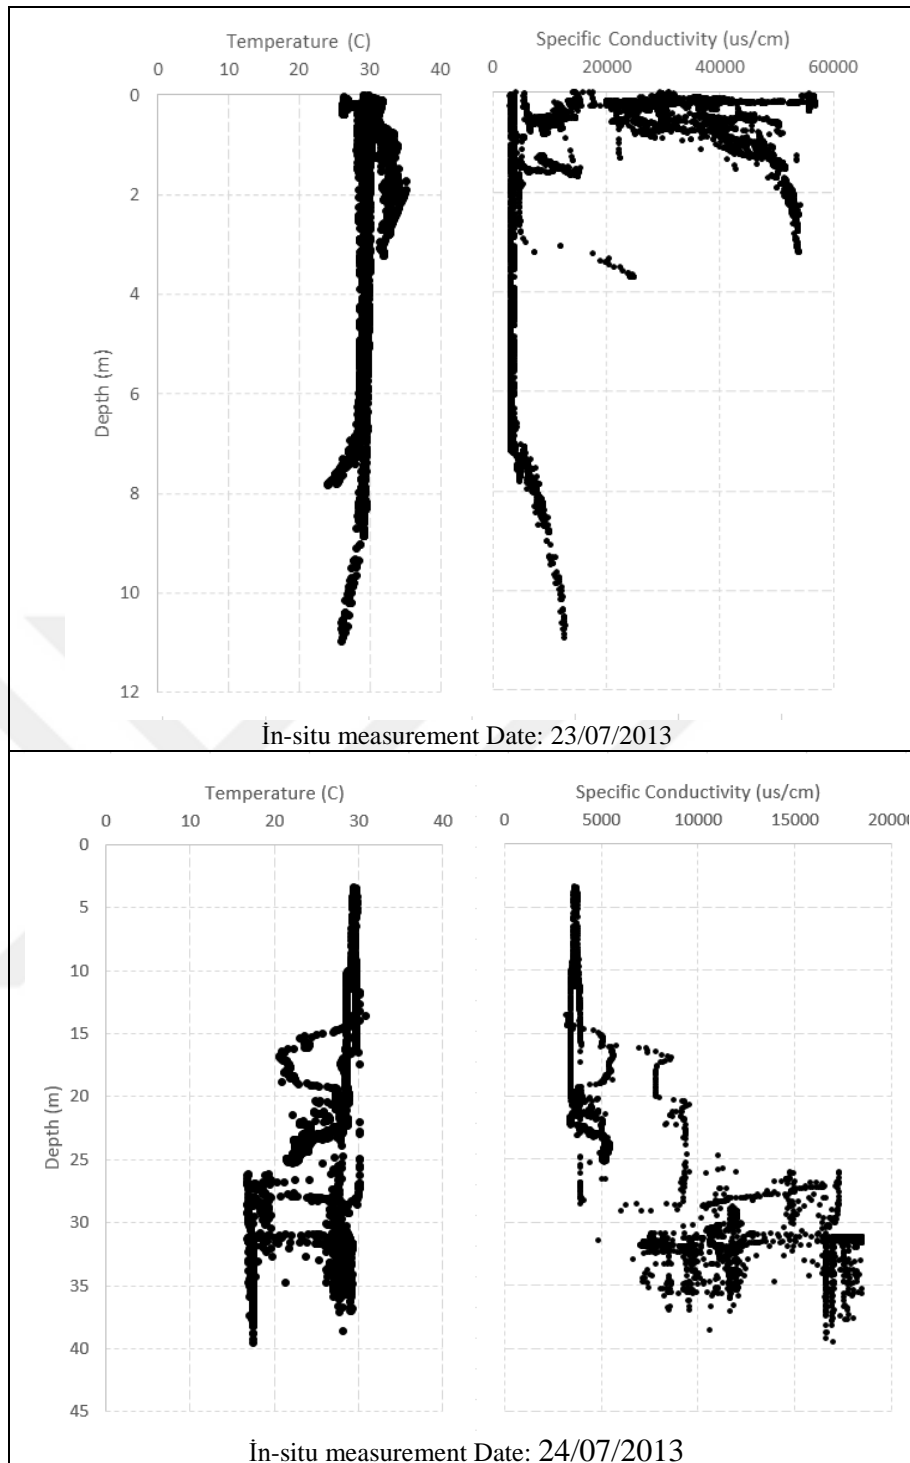 Temperature (C)
0 10 20 30 40
Specific Conductivity (us/cm)
0 20000 40000 60000
Depth (m)
0
2
4
6
8
10
12
İn-situ measurement Date: 23/07/2013
Temperature (C)
0 10 20 30 40
Specific Conductivity (us/cm)
0 5000 10000 15000 20000
Depth (m)
0
5
10
15
20
25
30
35
40
45
İn-situ measurement Date: 24/07/2013